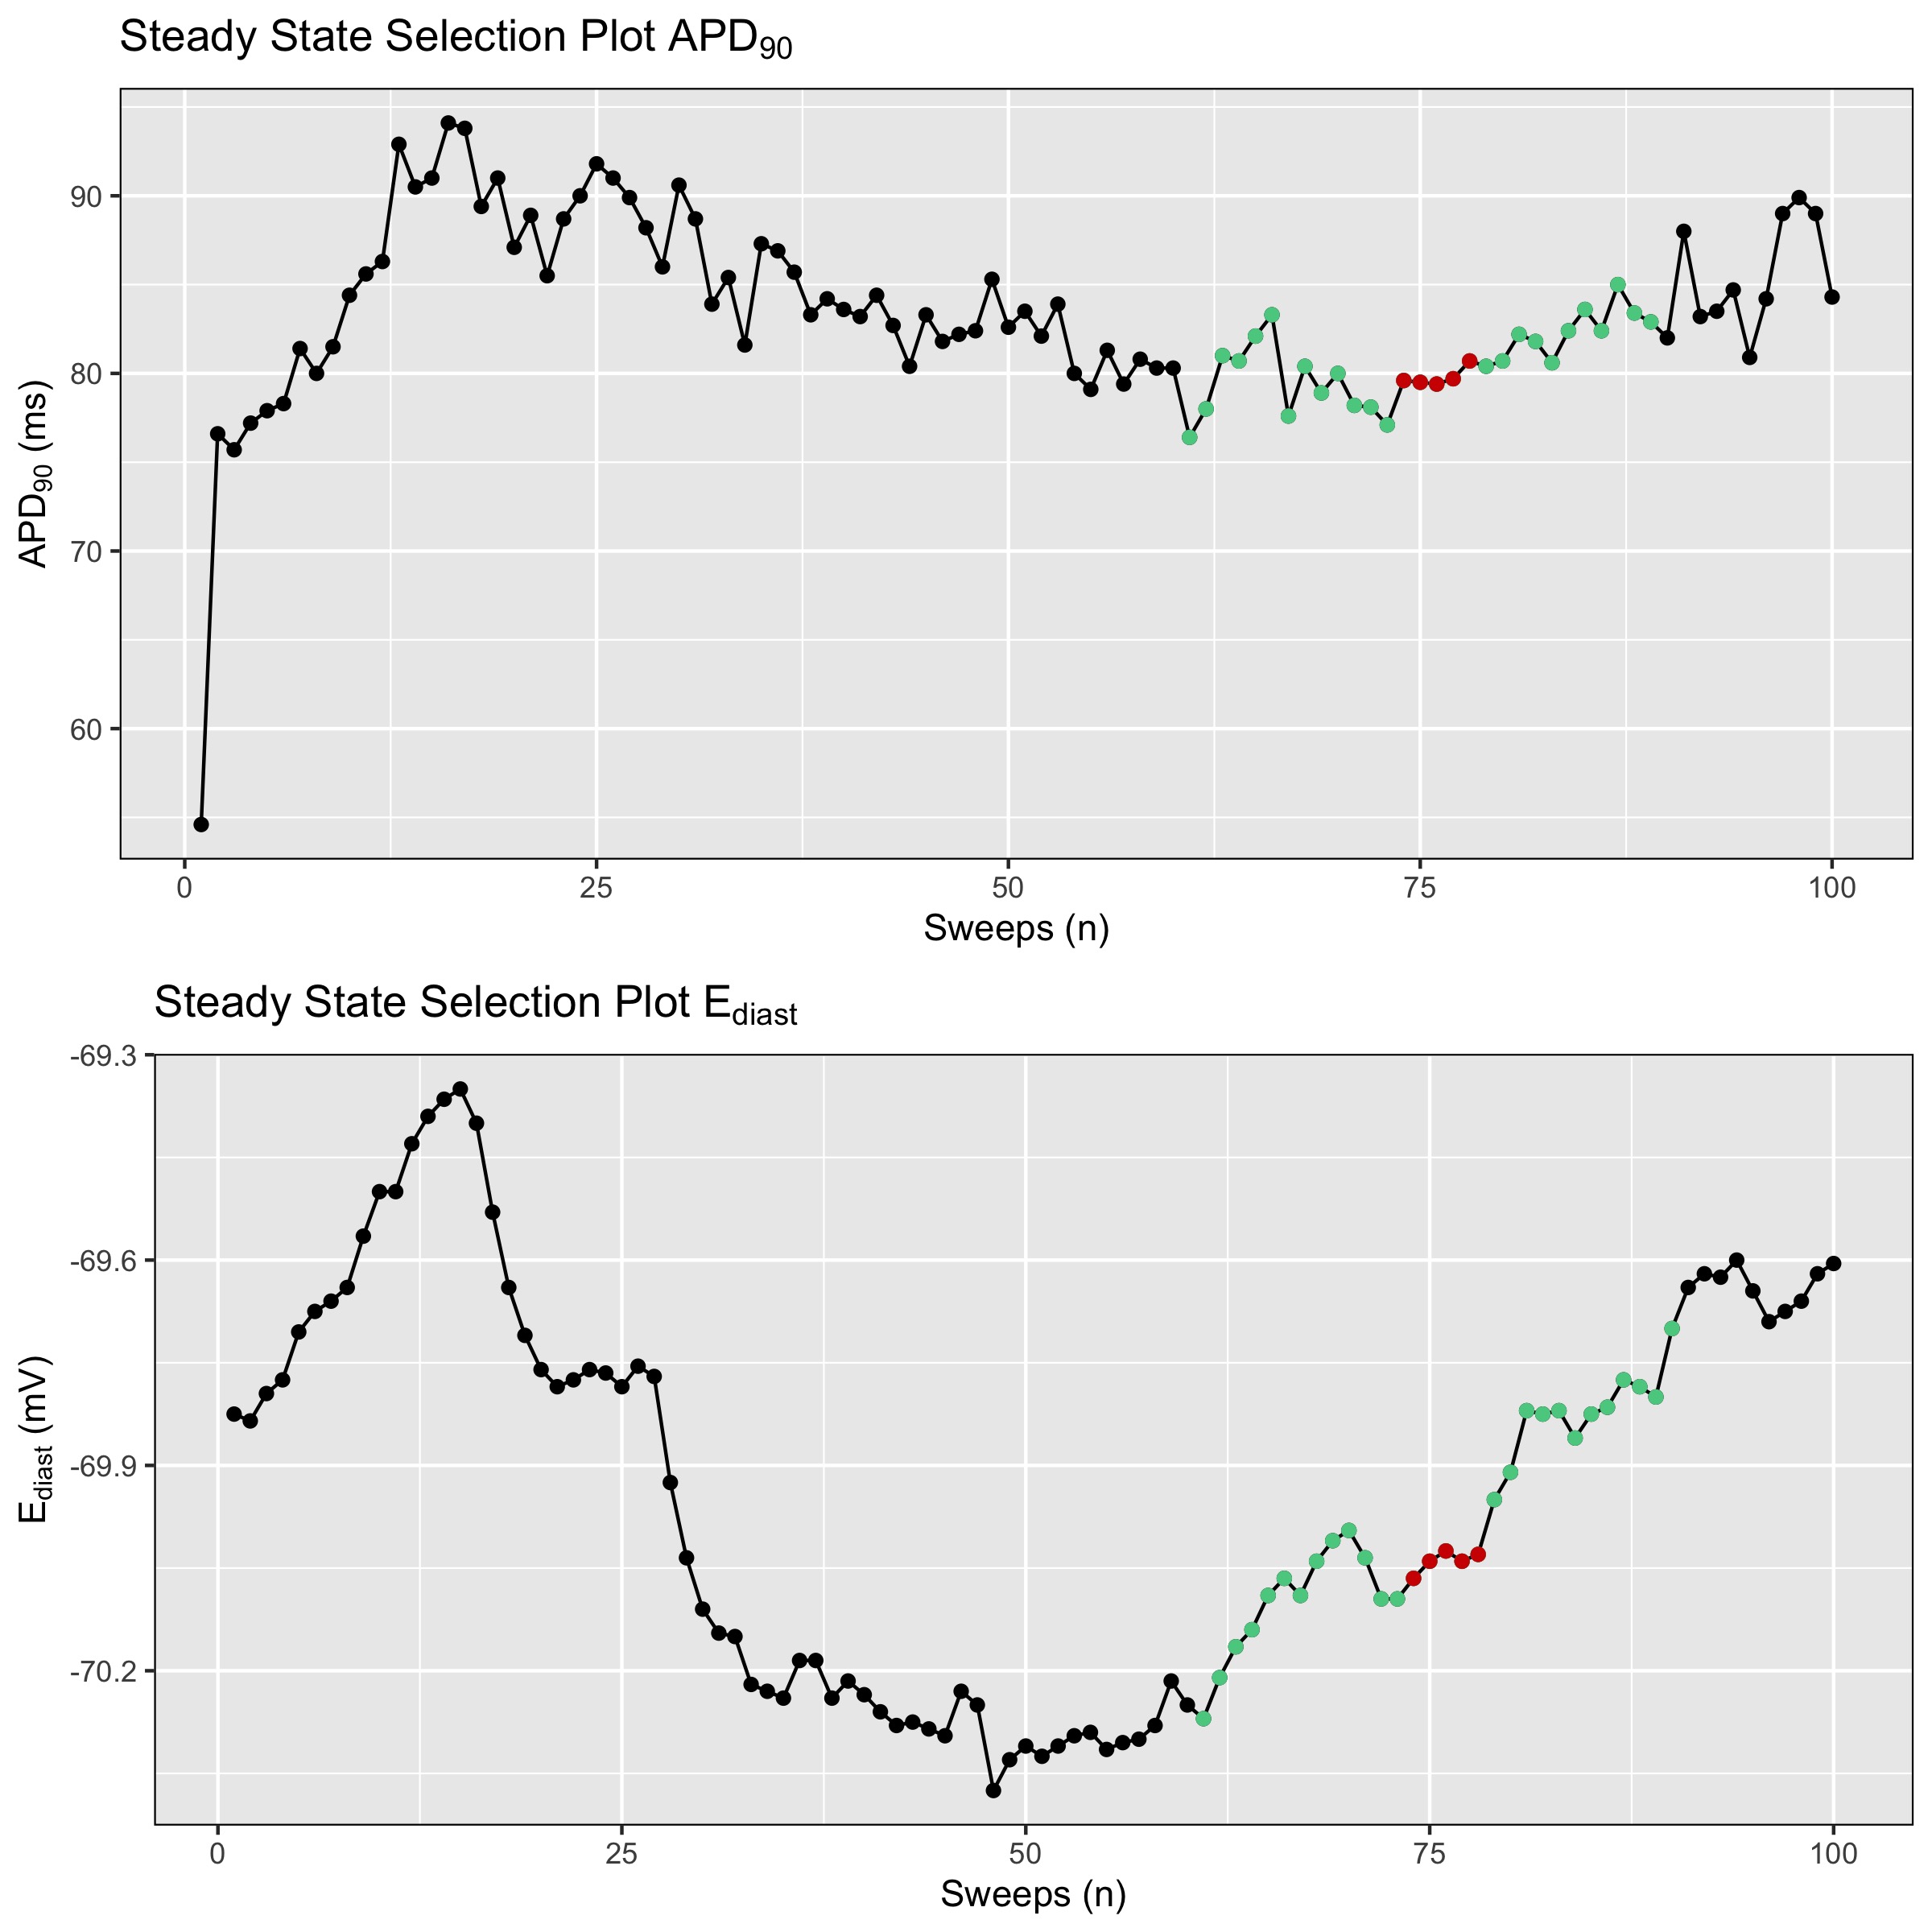 Steady State Selection Plot APD90
APD90 (ms)
90
80
70
60
0 25 50 75 100
Sweeps (n)
Steady State Selection Plot Ediast
Ediast (mV)
-69.3
-69.6
-69.9
-70.2
0 25 50 75 100
Sweeps (n)